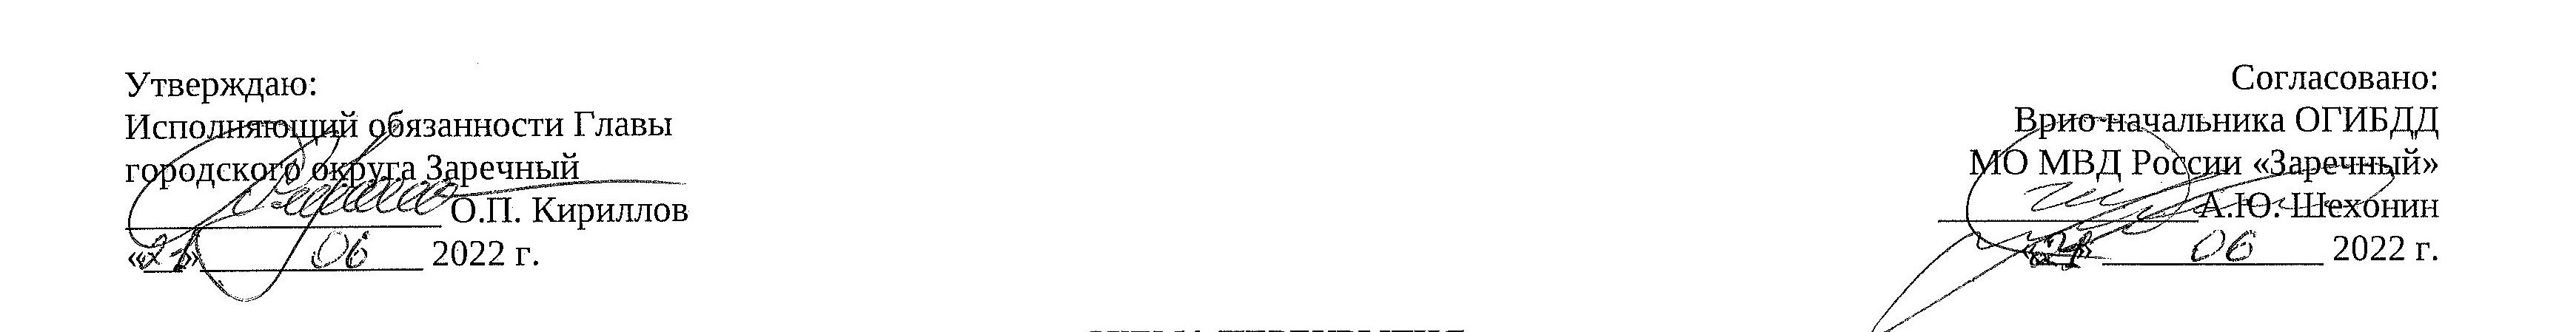 Утверждаю:
Исполняющий обязанности Главы
городского округа Заречный
О.П. Кириллов
«21» 06 2022 г.
Согласовано:
Врио начальника ОГИБДД
МО МВД России «Заречный»
А.Ю. Шехонин
06 2022 г.